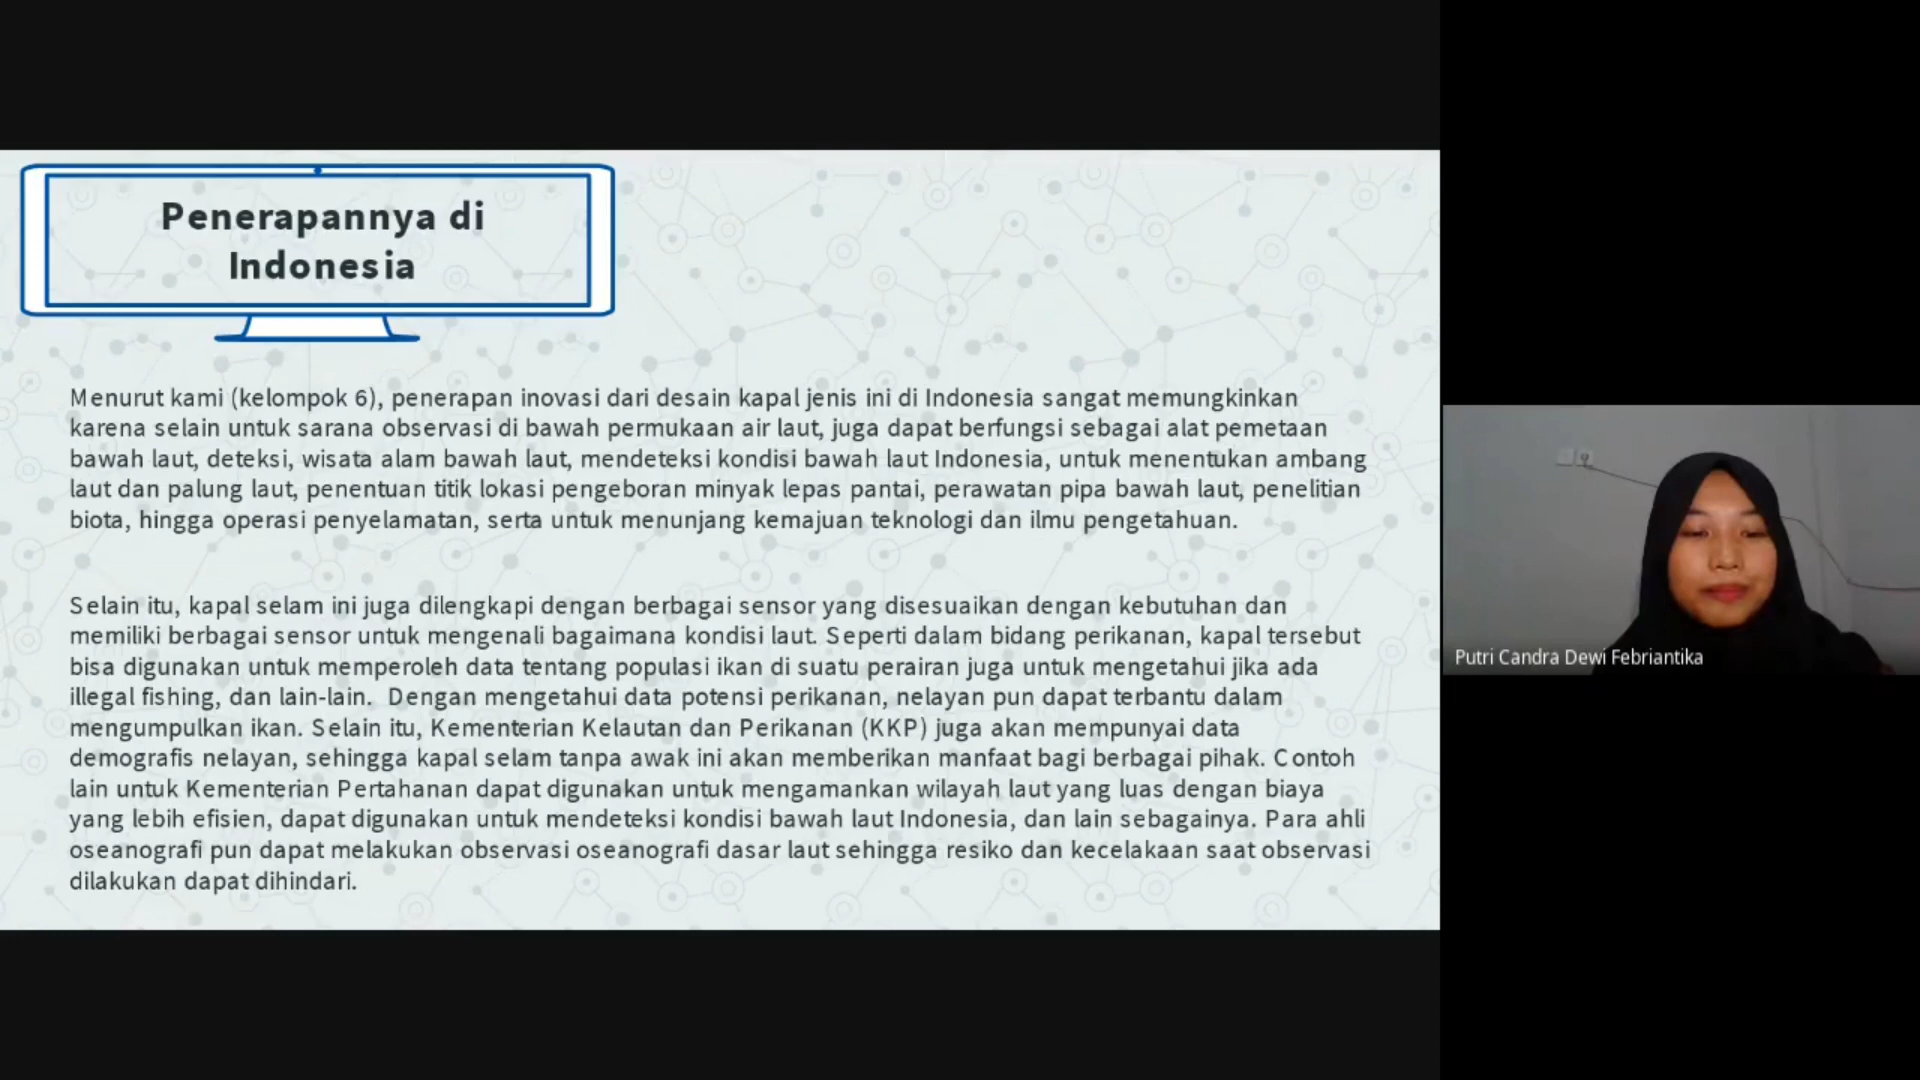 Penerapannya di
Indonesia
Menurut kami (kelompok 6), penerapan inovasi dari desain kapal jenis ini di Indonesia sangat memungkinkan
karena selain untuk sarana observasi di bawah permukaan air laut, juga dapat berfungsi sebagai alat pemetaan
bawah laut, deteksi, wisata alam bawah laut, mendeteksi kondisi bawah laut Indonesia, untuk menentukan ambang
laut dan palung laut, penentuan titik lokasi pengeboran minyak lepas pantai, perawatan pipa bawah laut, penelitian
biota, hingga operasi penyelamatan, serta untuk menunjang kemajuan teknologi dan ilmu pengetahuan.
Selain itu, kapal selam ini juga dilengkapi dengan berbagai sensor yang disesuaikan dengan kebutuhan dan
memiliki berbagai sensor untuk mengenali bagaimana kondisi laut. Seperti dalam bidang perikanan, kapal tersebut
bisa digunakan untuk memperoleh data tentang populasi ikan di suatu perairan juga untuk mengetahui jika ada
illegal fishing, dan lain-lain.  Dengan mengetahui data potensi perikanan, nelayan pun dapat terbantu dalam
mengumpulkan ikan. Selain itu, Kementerian Kelautan dan Perikanan (KKP) juga akan mempunyai data
demografis nelayan, sehingga kapal selam tanpa awak ini akan memberikan manfaat bagi berbagai pihak. Contoh
lain untuk Kementerian Pertahanan dapat digunakan untuk mengamankan wilayah laut yang luas dengan biaya
yang lebih efisien, dapat digunakan untuk mendeteksi kondisi bawah laut Indonesia, dan lain sebagainya. Para ahli
oseanografi pun dapat melakukan observasi oseanografi dasar laut sehingga resiko dan kecelakaan saat observasi
dilakukan dapat dihindari.
Putri Candra Dewi Febriantika